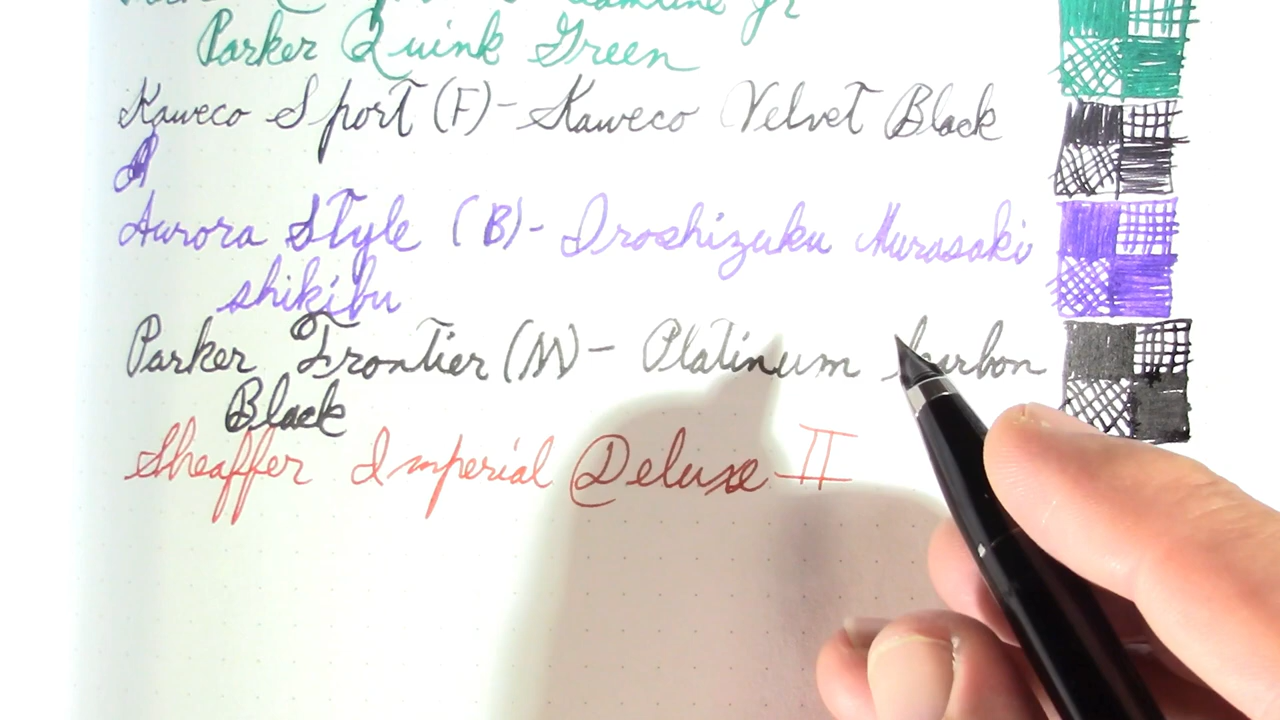 Parker Quink Green
Kaweco Sport (F) - Kaweco Velvet Black
A
Aurora Style (B) - Iroshizuku Murasaki
shikibu
Parker Frontier (M) - Platinum Carbon
Black
Sheaffer Imperial Deluxe II